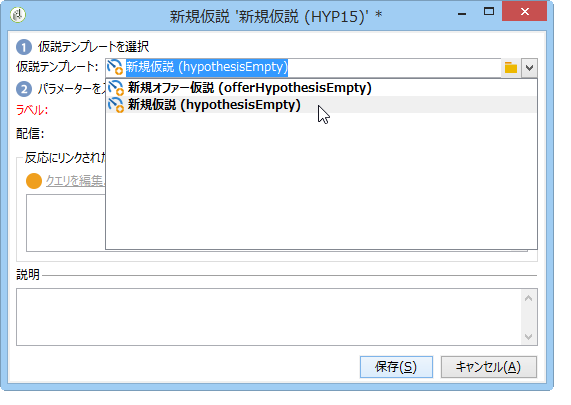 新規仮説 '新規仮説 (HYP15)' *
1 仮説テンプレートを選択
仮説テンプレート: 新規仮説 (hypothesisEmpty)
新規オファー仮説 (offerHypothesisEmpty)
新規仮説 (hypothesisEmpty)
2 パラメーターを入
ラベル:
配信:
反応にリンクされた
クエリを編集
説明
保存(S) キャンセル(A)